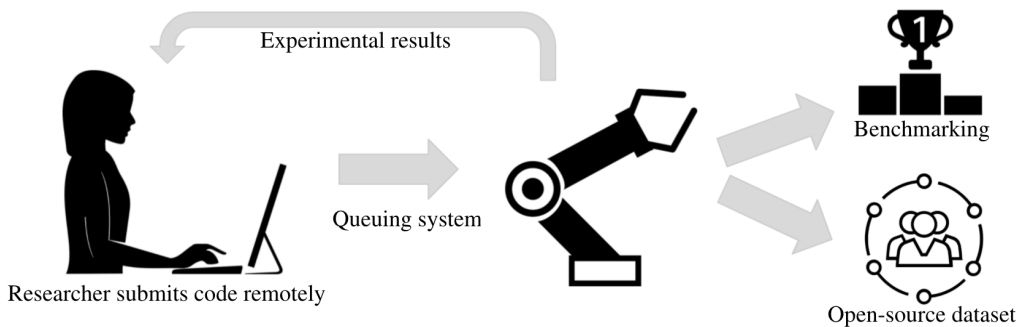 Experimental results
1
Benchmarking
Queuing system
Researcher submits code remotely
Open-source dataset